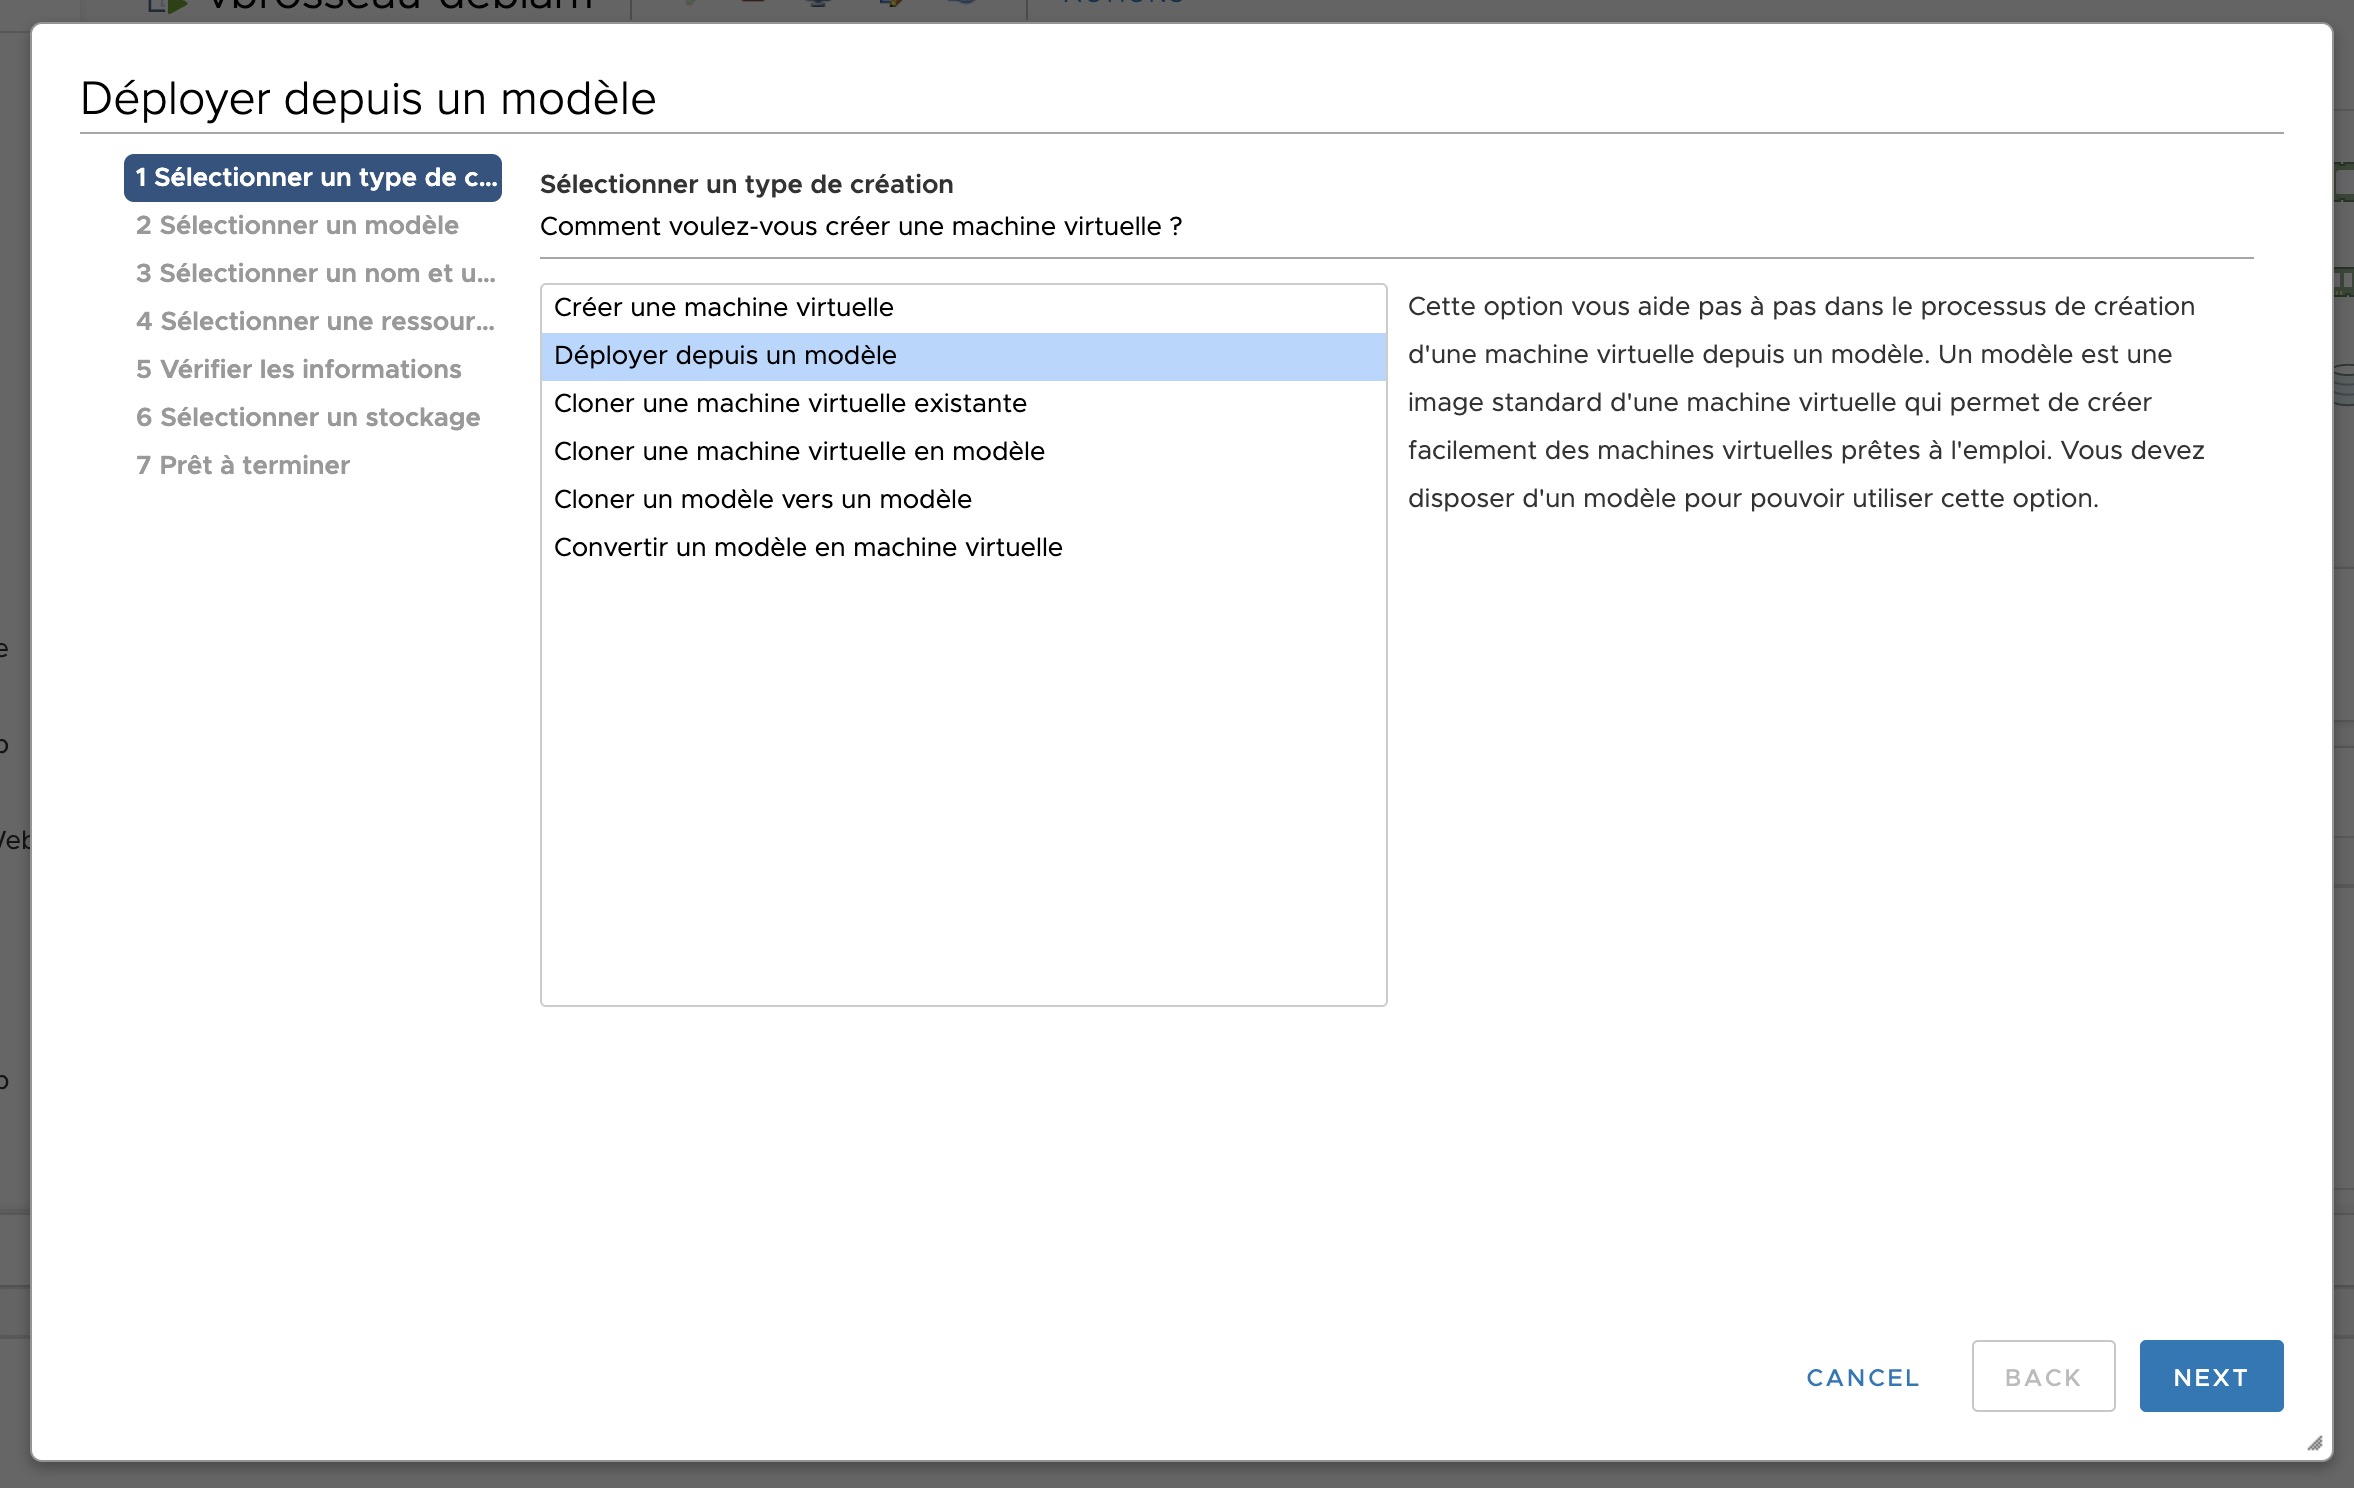 ACTIONS
Déployer depuis un modèle
1 Sélectionner un type de c...
2 Sélectionner un modèle
3 Sélectionner un nom et u...
4 Sélectionner une ressour...
5 Vérifier les informations
6 Sélectionner un stockage
7 Prêt à terminer
Sélectionner un type de création
Comment voulez-vous créer une machine virtuelle ?
Créer une machine virtuelle
Déployer depuis un modèle
Cloner une machine virtuelle existante
Cloner une machine virtuelle en modèle
Cloner un modèle vers un modèle
Convertir un modèle en machine virtuelle
Cette option vous aide pas à pas dans le processus de création
d'une machine virtuelle depuis un modèle. Un modèle est une
image standard d'une machine virtuelle qui permet de créer
facilement des machines virtuelles prêtes à l'emploi. Vous devez
disposer d'un modèle pour pouvoir utiliser cette option.
CANCEL
BACK
NEXT